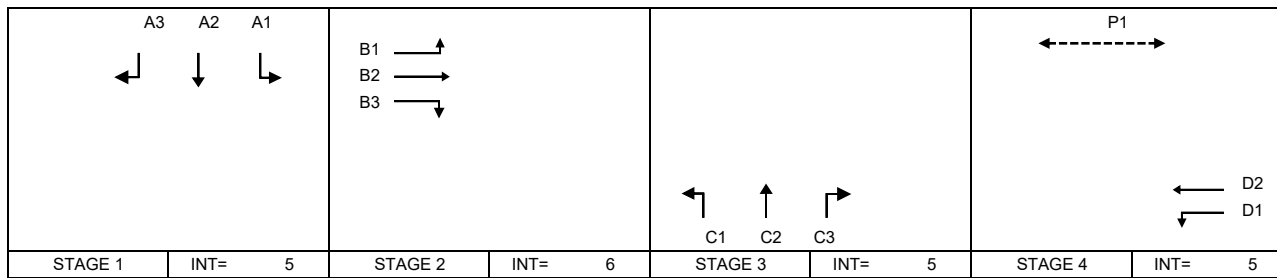 A3 A2 A1
B1
B2
B3
C1 C2 C3
P1
D2
D1
STAGE 1 INT= 5 STAGE 2 INT= 6 STAGE 3 INT= 5 STAGE 4 INT= 5